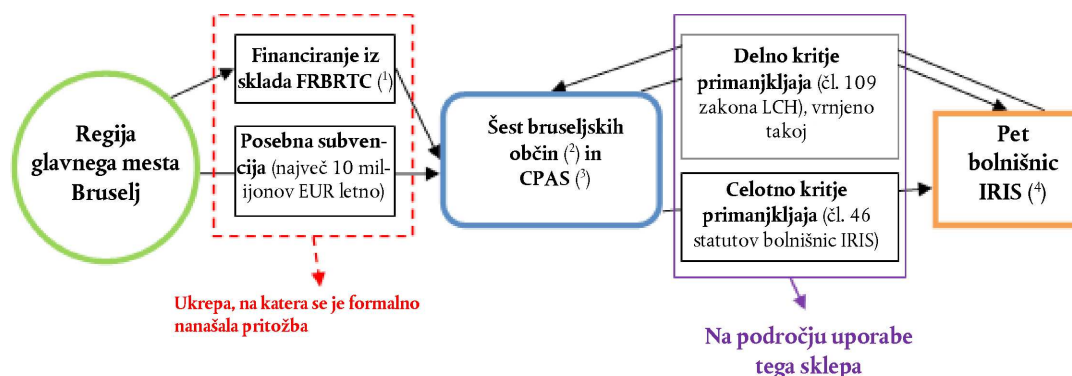 Regija
glavnega mesta
Bruselj
Financiranje iz
sklada FRBRTC (¹)
Posebna subven-
cija (največ 10 mil-
ijonov EUR letno)
Ukrepa, na katera se je formalno
nanašala pritožba
Šest bruseljskih
občin (²) in
CPAS (³)
Delno kritje
primanjkljaja (čl. 109
zakona LCH), vrnjeno
takoj
Celotno kritje
primanjkljaja (čl. 46
statutov bolnišnic IRIS)
Na področju uporabe
tega sklepa
Pet
bolnišnic
IRIS (⁴)